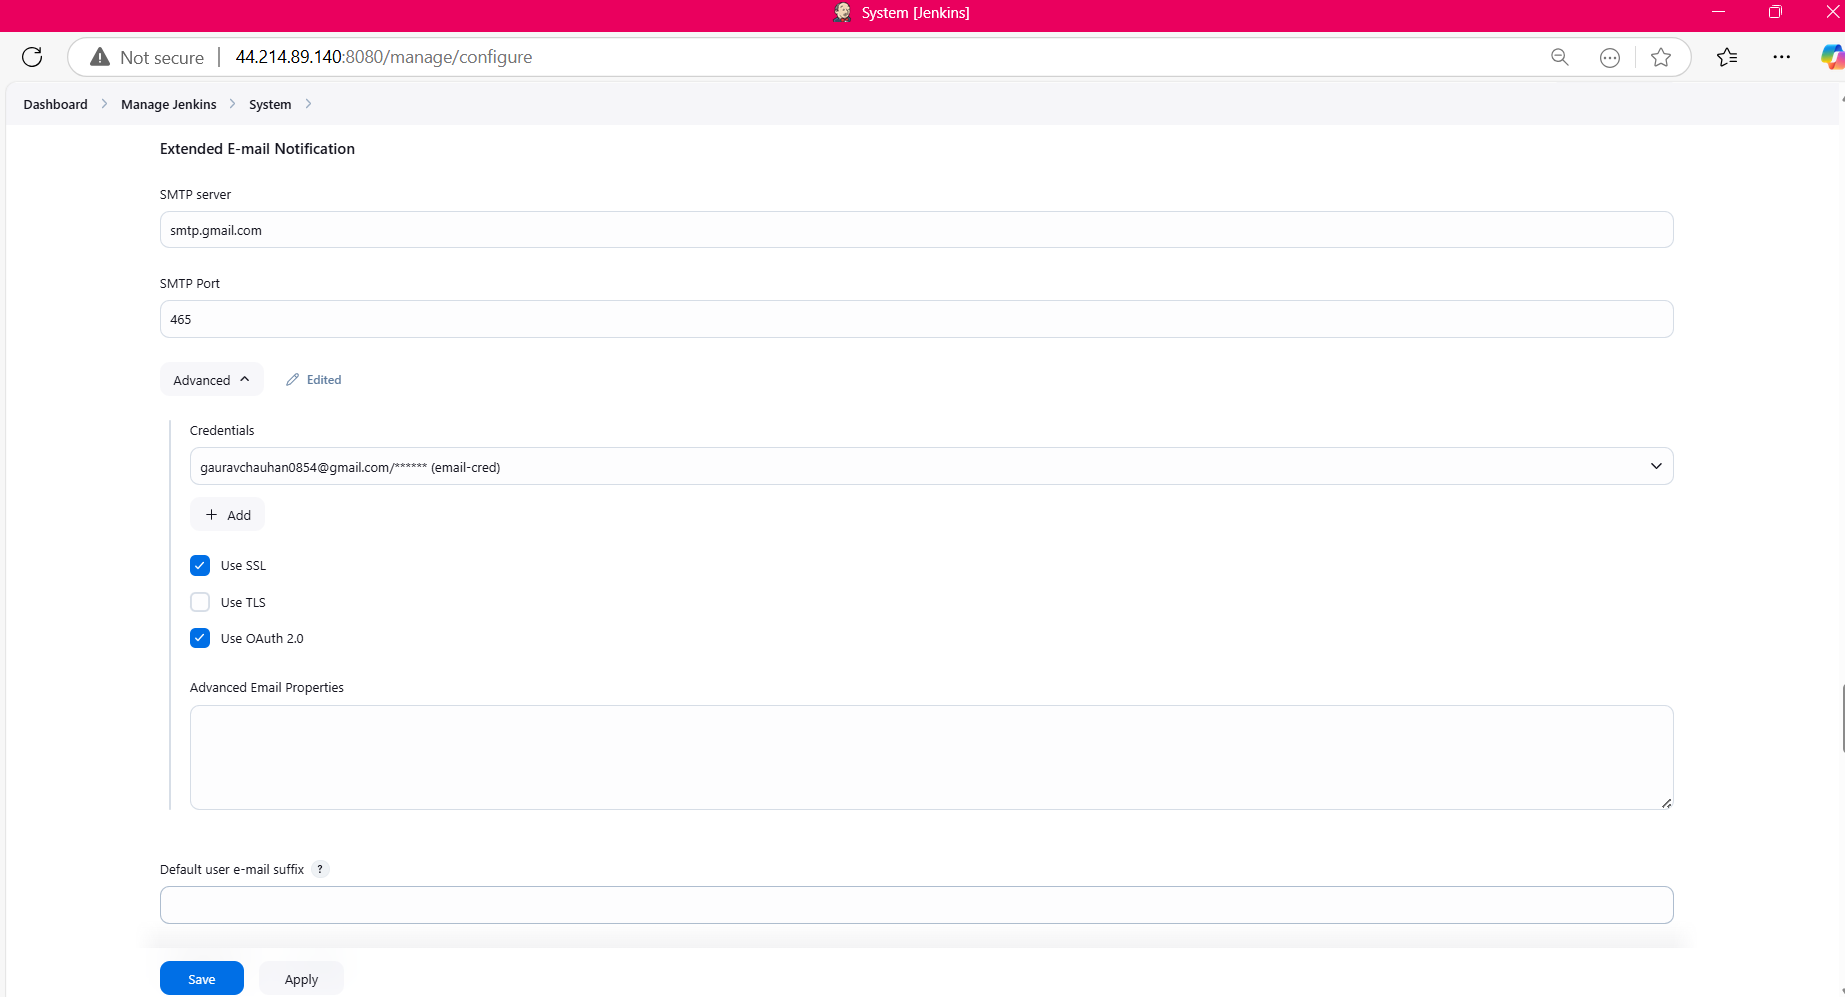 System [Jenkins]
Not secure 44.214.89.140:8080/manage/configure
Dashboard Manage Jenkins System
Extended E-mail Notification
SMTP server
smtp.gmail.com
SMTP Port
465
Advanced Edited
Credentials
gauravchauhan0854@gmail.com/****** (email-cred)
+ Add
Use SSL
Use TLS
Use OAuth 2.0
Advanced Email Properties
Default user e-mail suffix ?
Save Apply